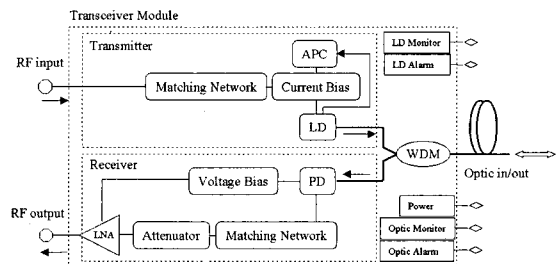 Transceiver Module
Transmitter
APC
LD Monitor
LD Alarm
RF input
Matching Network
Current Bias
LD
WDM
Optic in/out
Receiver
Voltage Bias
PD
RF output
LNA
Attenuator
Matching Network
Power
Optic Monitor
Optic Alarm